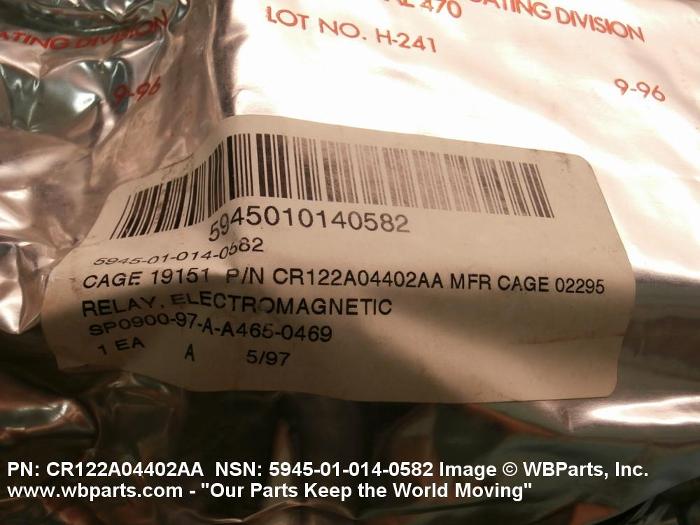 470
ATING DIVISION
LOT NO. H-241
9-96
ATING DIVISION
9-96
5945010140582
5945-01-014-0582
CAGE 19151 P/N CR122A04402AA MFR CAGE 02295
RELAY, ELECTROMAGNETIC
SP0900-97-A-A465-0469
1 EA A 5/97
PN: CR122A04402AA NSN: 5945-01-014-0582 Image © WBParts, Inc.
www.wbparts.com - "Our Parts Keep the World Moving"